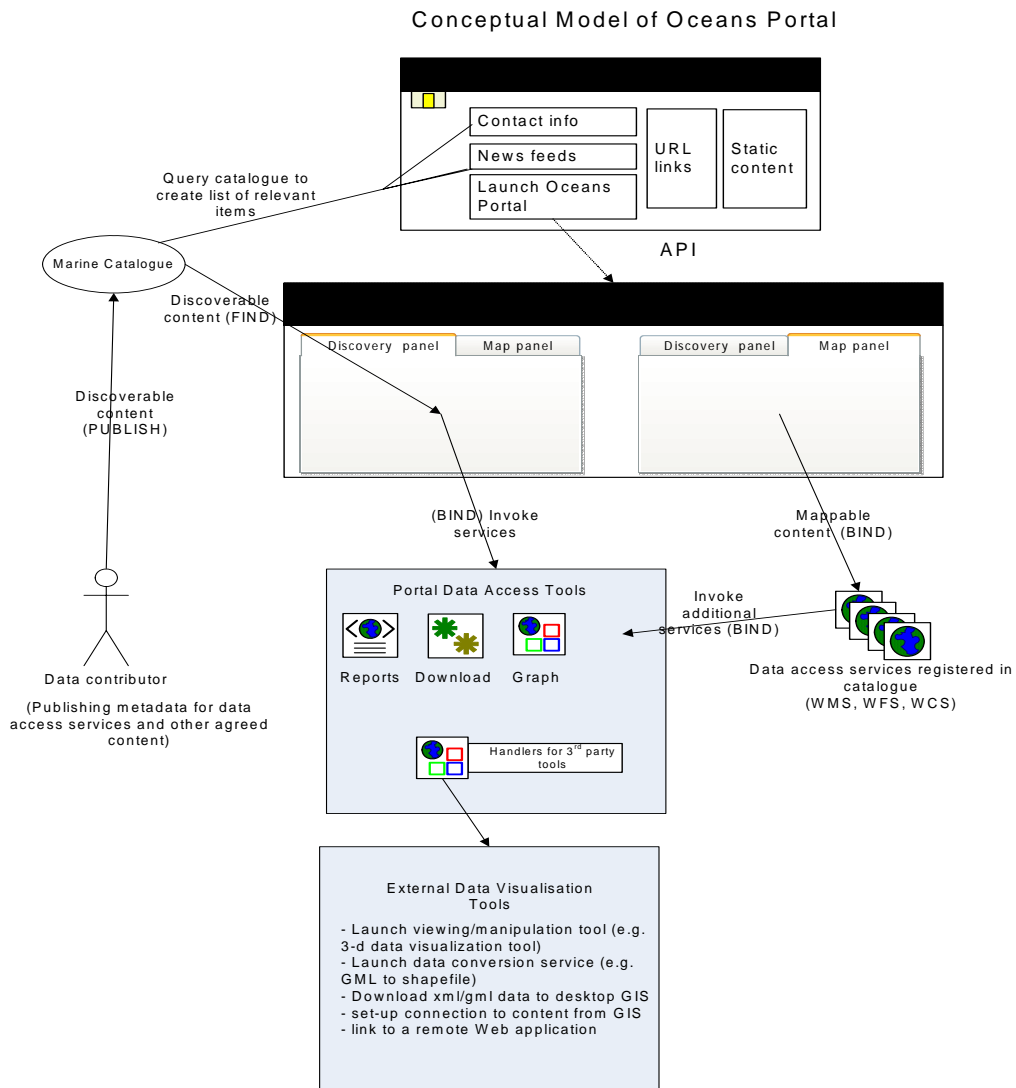 Conceptual Model of Oceans Portal
Contact info
News feeds
Launch Oceans
Portal
URL
links
Static
content
Query catalogue to
create list of relevant
items
API
Marine Catalogue
Discoverable
content (FIND)
Discovery panel
Map panel
Discovery panel
Map panel
Discoverable
content
(PUBLISH)
(BIND) Invoke
services
Mappable
content (BIND)
Portal Data Access Tools
Invoke
additional
services (BIND)
Reports
Download
Graph
Data access services registered in
catalogue
(WMS, WFS, WCS)
Data contributor
(Publishing metadata for data
access services and other agreed
content)
Handlers for 3rd party
tools
External Data Visualisation
Tools
- Launch viewing/manipulation tool (e.g.
3-d data visualization tool)
- Launch data conversion service (e.g.
GML to shapefile)
- Download xml/gml data to desktop GIS
- set-up connection to content from GIS
- link to a remote Web application